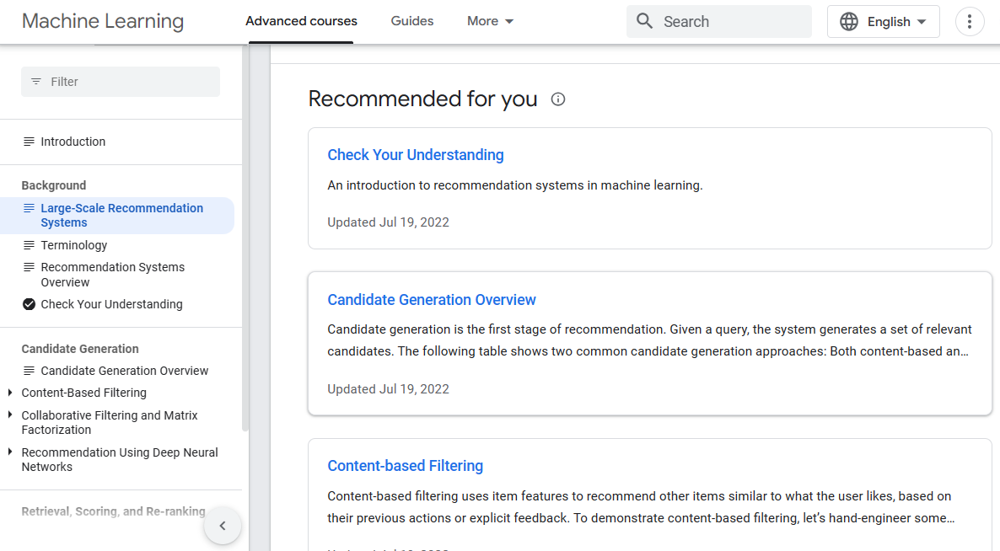 Machine Learning
Advanced courses
Guides
More
Search
English
Filter
Introduction
Background
Large-Scale Recommendation
Systems
Terminology
Recommendation Systems
Overview
Check Your Understanding
Candidate Generation
Candidate Generation Overview
Content-Based Filtering
Collaborative Filtering and Matrix
Factorization
Recommendation Using Deep Neural
Networks
Retrieval, Scoring, and Re-ranking
Recommended for you
Check Your Understanding
An introduction to recommendation systems in machine learning.
Updated Jul 19, 2022
Candidate Generation Overview
Candidate generation is the first stage of recommendation. Given a query, the system generates a set of relevant
candidates. The following table shows two common candidate generation approaches: Both content-based an…
Updated Jul 19, 2022
Content-based Filtering
Content-based filtering uses item features to recommend other items similar to what the user likes, based on
their previous actions or explicit feedback. To demonstrate content-based filtering, let’s hand-engineer some…